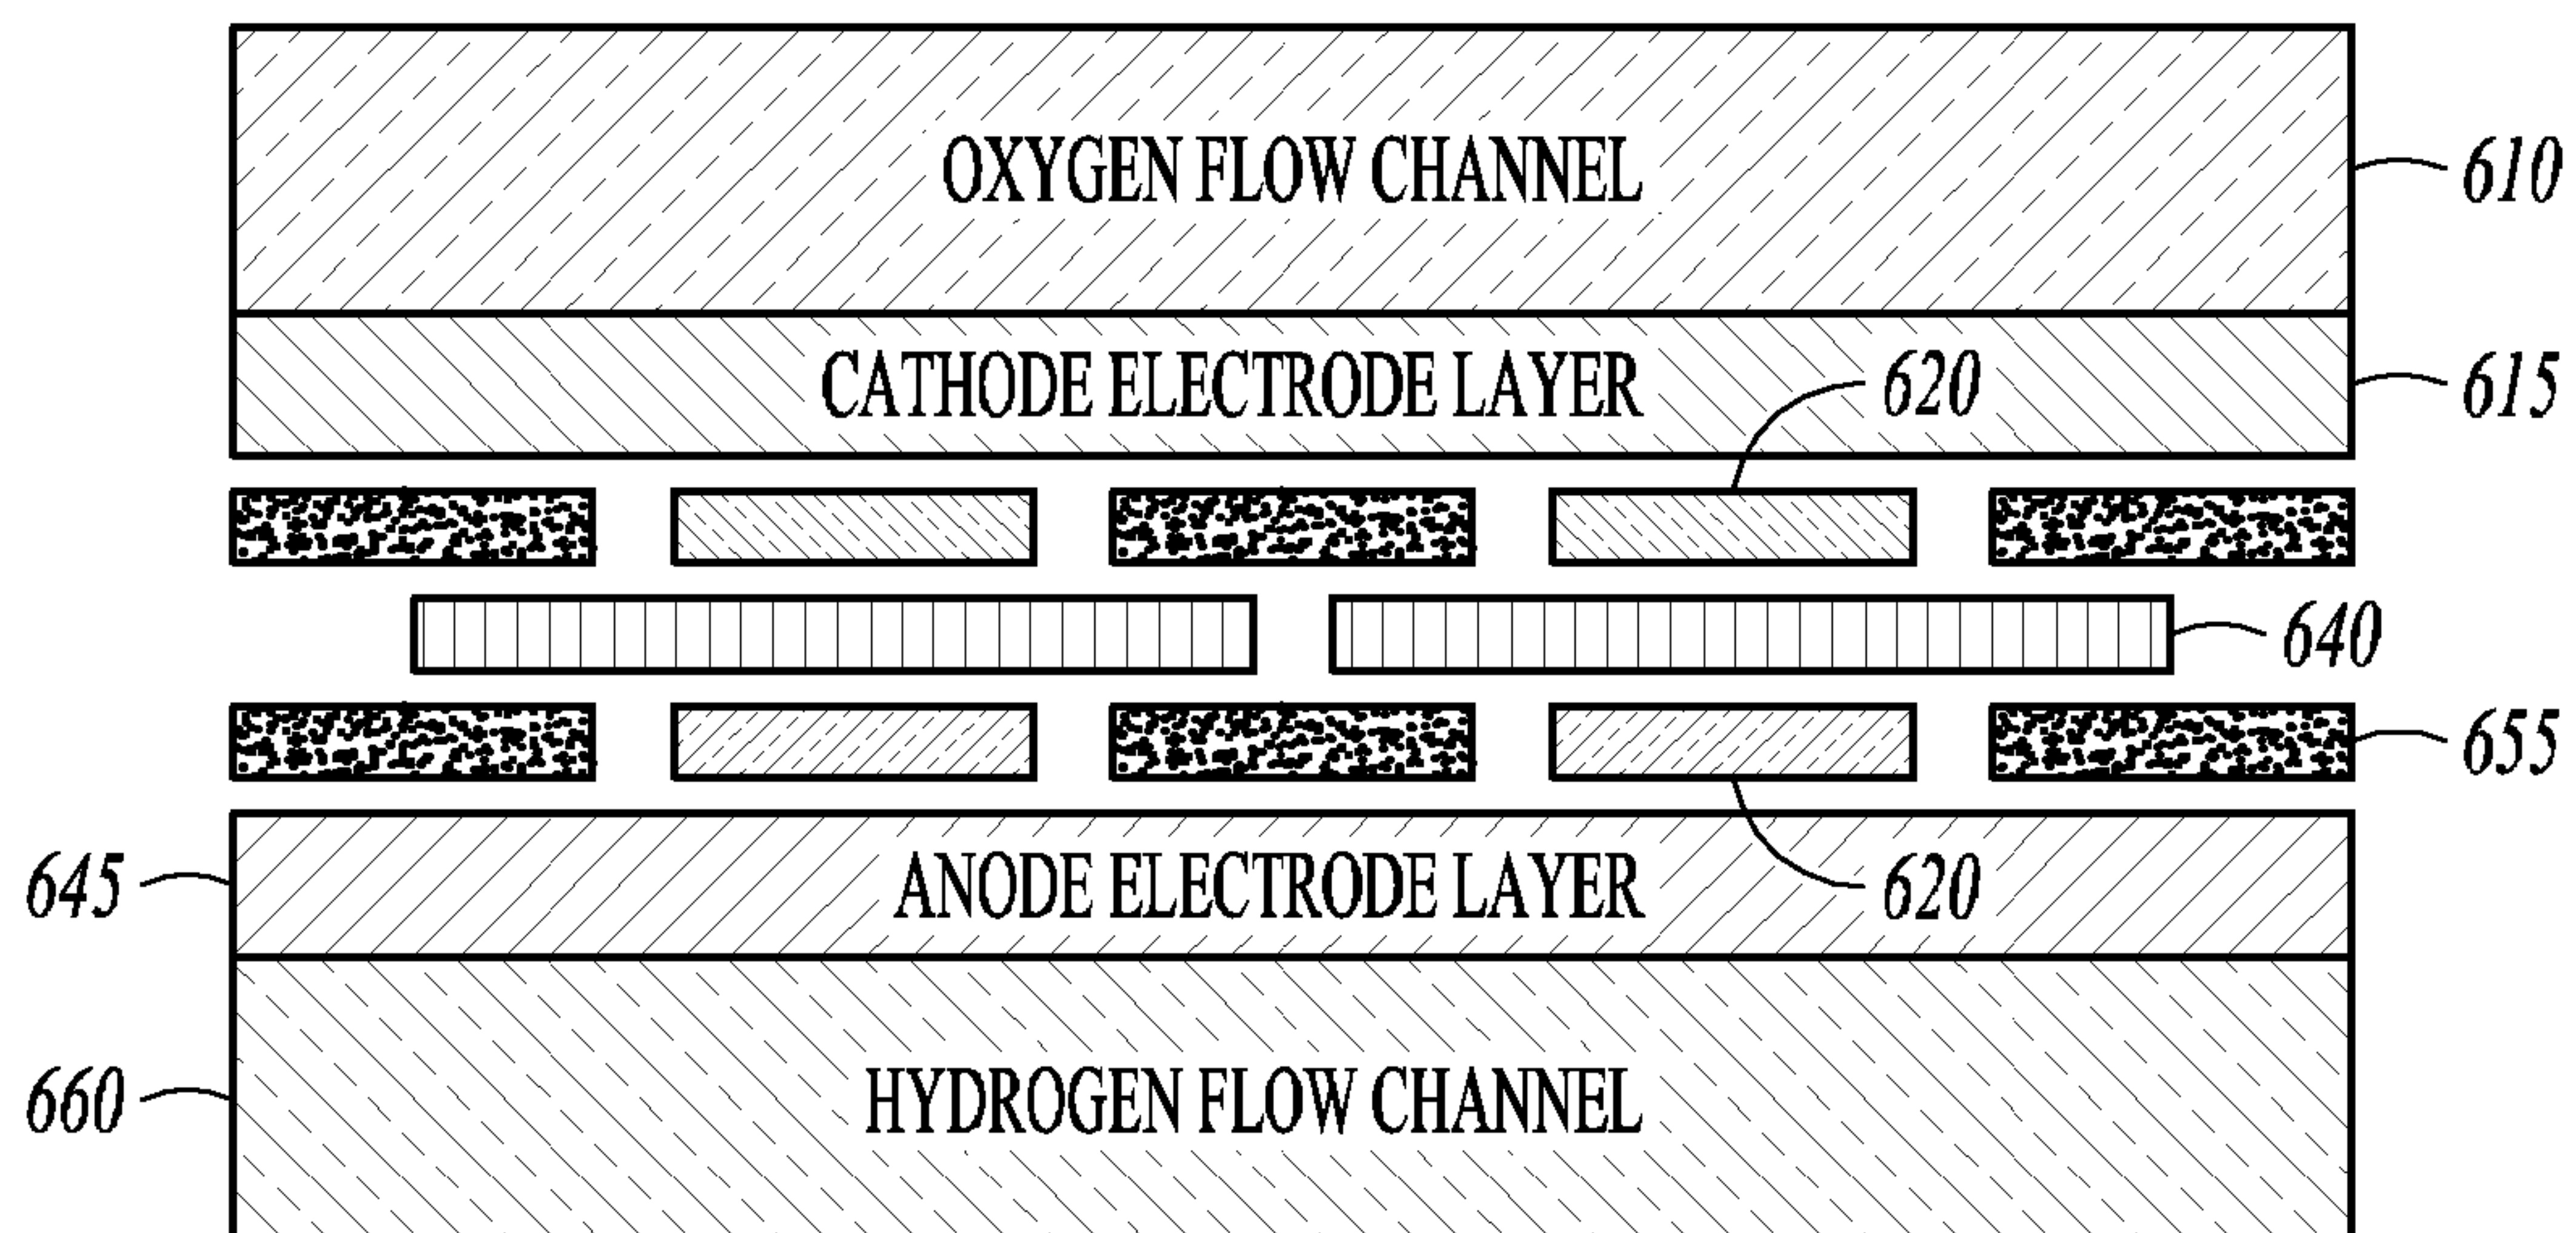 OXYGEN FLOW CHANNEL 610
CATHODE ELECTRODE LAYER 620 615
640
655
645 ANODE ELECTRODE LAYER 620
660 HYDROGEN FLOW CHANNEL